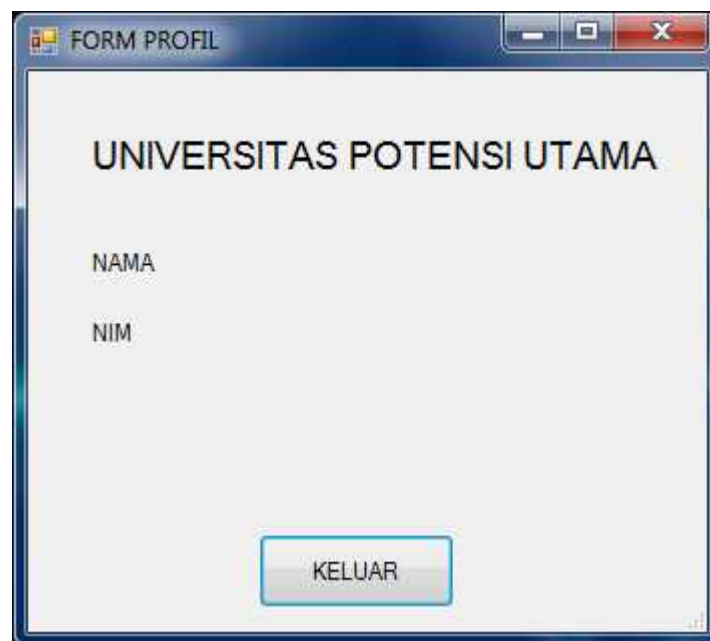 FORM PROFIL
UNIVERSITAS POTENSI UTAMA
NAMA
NIM
KELUAR